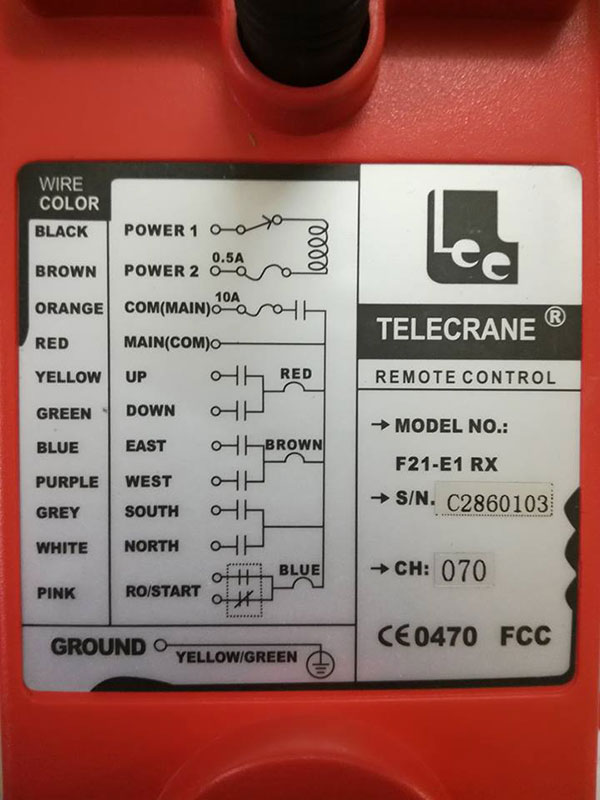 WIRE
COLOR
BLACK POWER 1
BROWN POWER 2 0.5A
ORANGE COM(MAIN) 10A
RED MAIN(COM)
YELLOW UP RED
GREEN DOWN
BLUE EAST BROWN
PURPLE WEST
GREY SOUTH
WHITE NORTH
PINK RO/START BLUE
GROUND YELLOW/GREEN
Lee
TELECRANE ®
REMOTE CONTROL
→ MODEL NO.:
F21-E1 RX
→ S/N. C2860103
→ CH: 070
CE0470 FCC